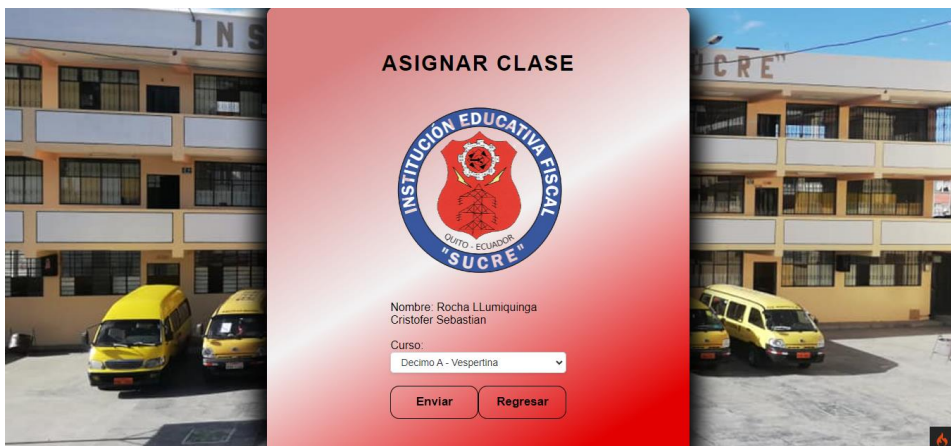 INS
UCRE"
ASIGNAR CLASE
INSTITUCIÓN EDUCATIVA FISCAL
QUITO - ECUADOR
"SUCRE"
Nombre: Rocha LLumiquinga
Cristofer Sebastian
Curso:
Decimo A - Vespertina
Enviar Regresar